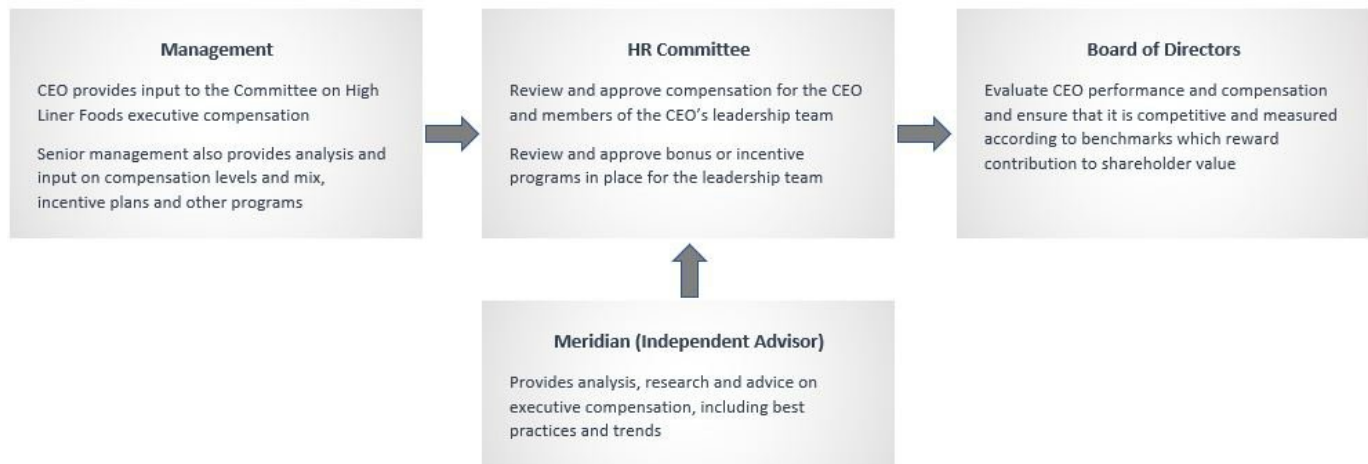 Management
CEO provides input to the Committee on High
Liner Foods executive compensation
Senior management also provides analysis and
input on compensation levels and mix,
incentive plans and other programs
HR Committee
Review and approve compensation for the CEO
and members of the CEO’s leadership team
Review and approve bonus or incentive
programs in place for the leadership team
Board of Directors
Evaluate CEO performance and compensation
and ensure that it is competitive and measured
according to benchmarks which reward
contribution to shareholder value
Meridian (Independent Advisor)
Provides analysis, research and advice on
executive compensation, including best
practices and trends